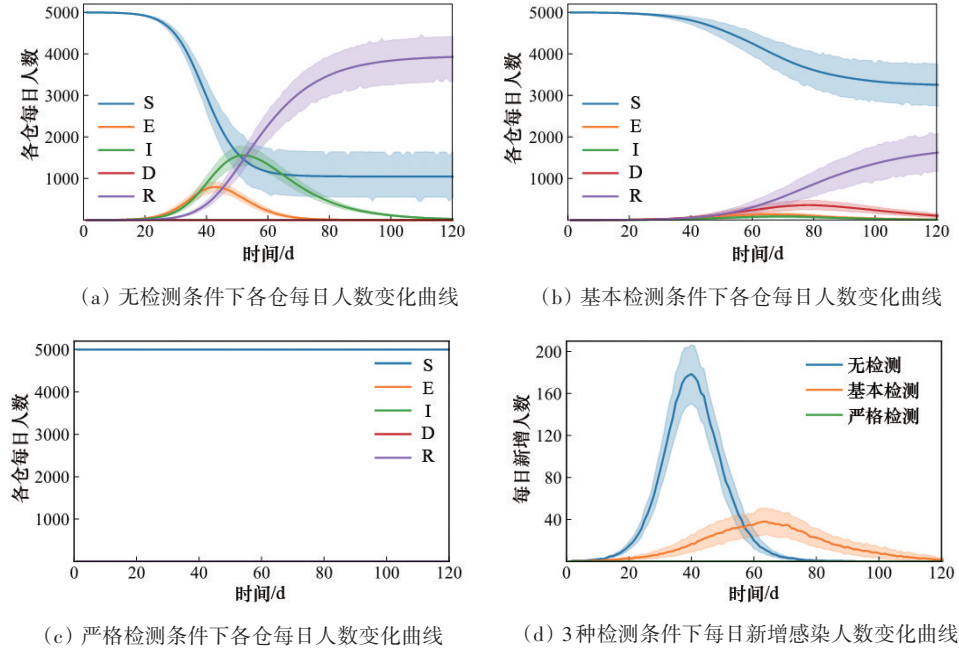 5000
4000
3000
2000
1000
各仓每日人数
S
E
I
D
R
0 20 40 60 80 100 120
时间/d
(a) 无检测条件下各仓每日人数变化曲线
5000
4000
3000
2000
1000
各仓每日人数
S
E
I
D
R
0 20 40 60 80 100 120
时间/d
(b) 基本检测条件下各仓每日人数变化曲线
5000
4000
3000
2000
1000
各仓每日人数
S
E
I
D
R
0 20 40 60 80 100 120
时间/d
(c) 严格检测条件下各仓每日人数变化曲线
200
160
120
80
40
每日新增人数
无检测
基本检测
严格检测
0 20 40 60 80 100 120
时间/d
(d) 3种检测条件下每日新增感染人数变化曲线